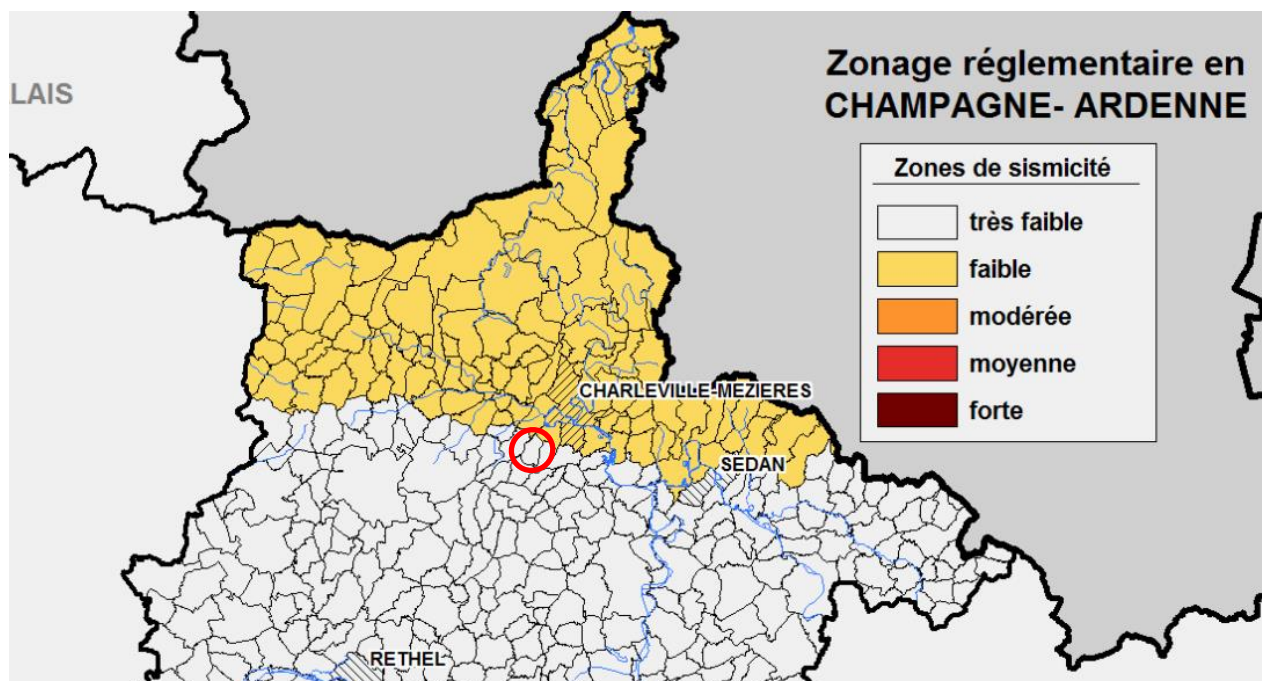 Zonage réglementaire en
CHAMPAGNE- ARDENNE
LAIS
Zones de sismicité
très faible
faible
modérée
moyenne
forte
CHARLEVILLE-MEZIERES
SEDAN
RETHEL